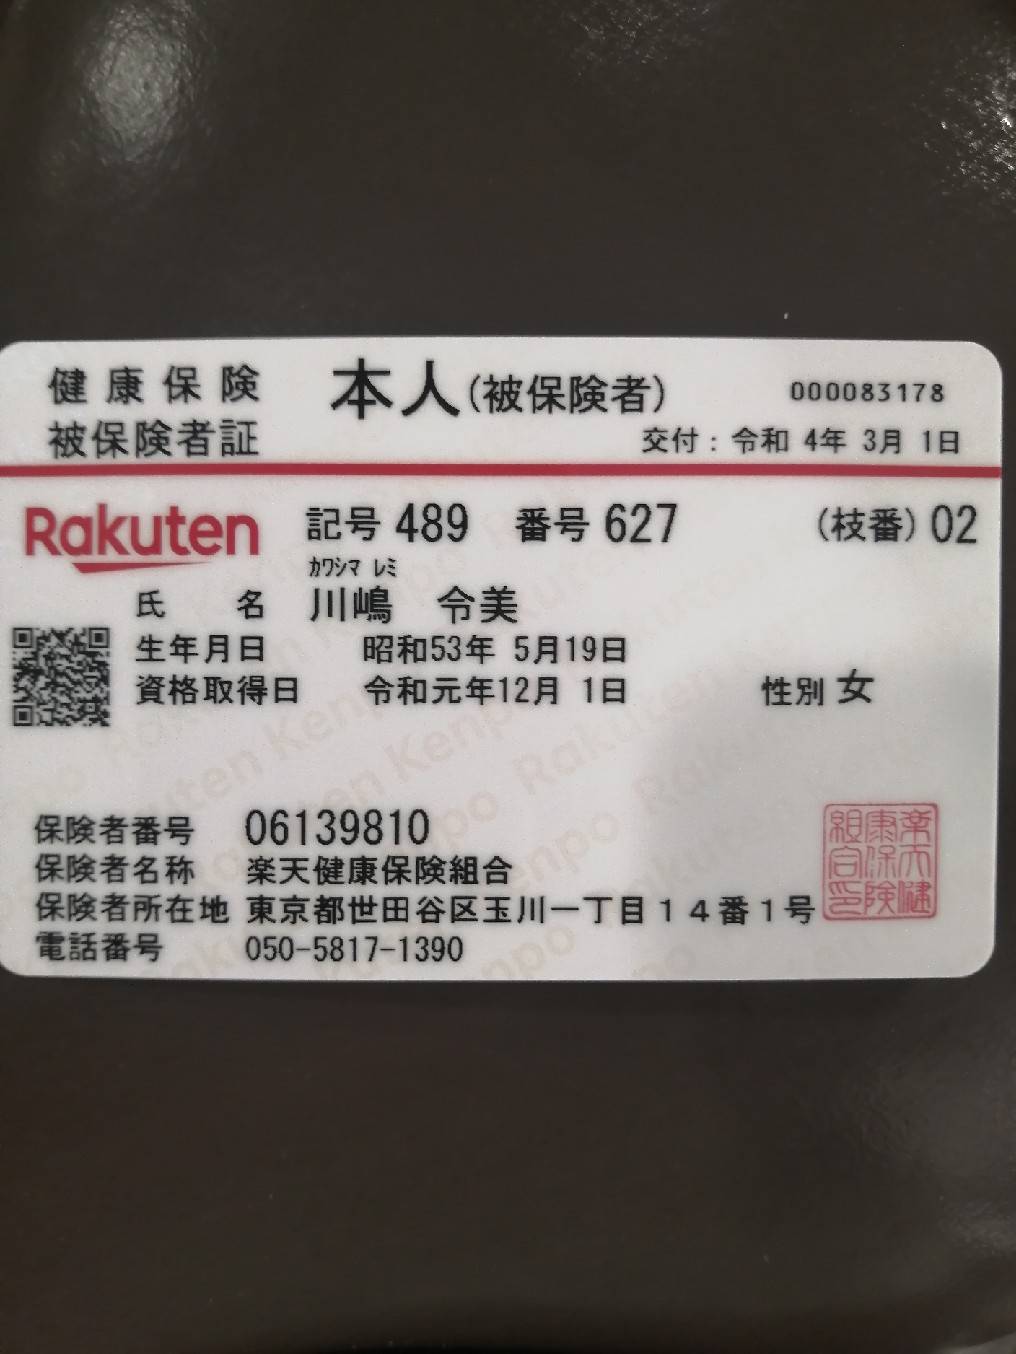 健康保険
被保険者証
本人(被保険者)
000083178
交付：令和 4年 3月 1日
Rakuten
記号 489 番号 627 (枝番) 02
ｶﾜｼﾏ ﾚﾐ
氏 名 川嶋 令美
生年月日 昭和53年 5月19日
資格取得日 令和元年12月 1日 性別 女
保険者番号 06139810
保険者名称 楽天健康保険組合
保険者所在地 東京都世田谷区玉川一丁目１４番１号
電話番号 050-5817-1390